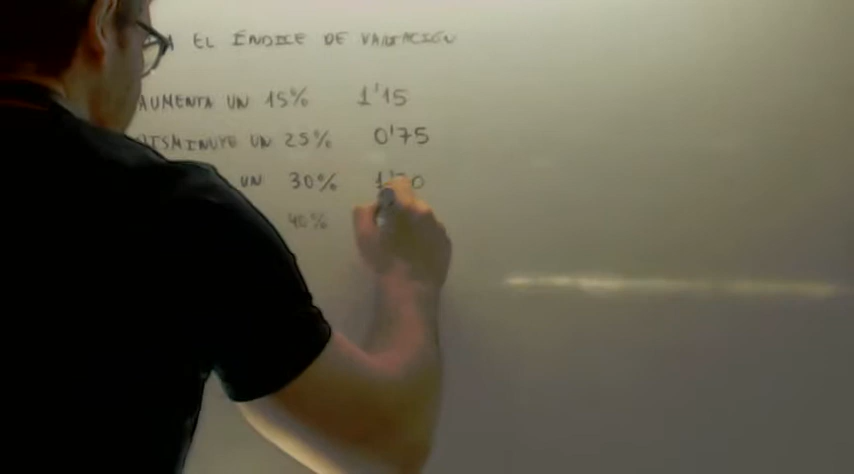 A EL ÍNDICE DE VARIACIÓN
AUMENTA UN 15% 1'15
DISMINUYE UN 25% 0'75
UN 30%
40%